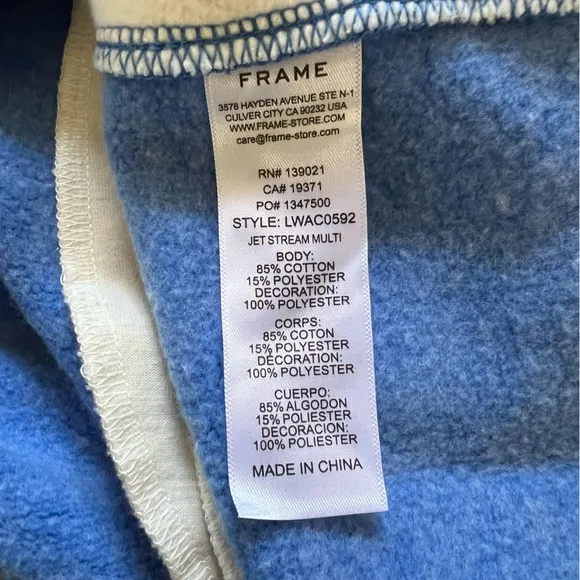 FRAME
3578 HAYDEN AVENUE STE N-1
CULVER CITY CA 90232 USA
WWW.FRAME-STORE.COM
care@frame-store.com
RN# 139021
CA# 19371
PO# 1347500
STYLE: LWAC0592
JET STREAM MULTI
BODY:
85% COTTON
15% POLYESTER
DECORATION:
100% POLYESTER
CORPS:
85% COTON
15% POLYESTER
DÉCORATION:
100% POLYESTER
CUERPO:
85% ALGODON
15% POLIESTER
DECORACION:
100% POLIESTER
MADE IN CHINA